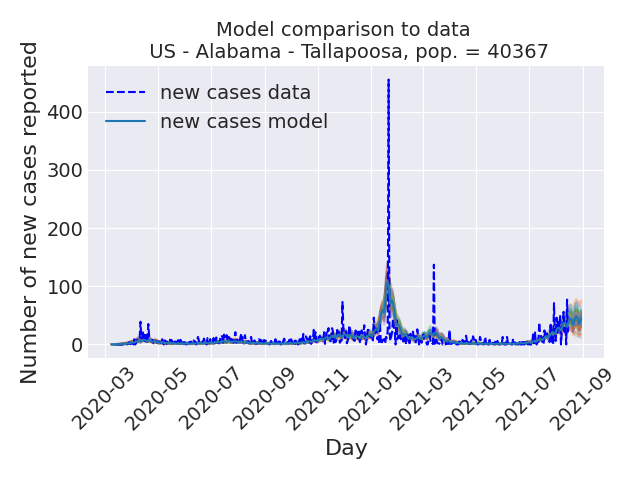 Model comparison to data
US - Alabama - Tallapoosa, pop. = 40367
Number of new cases reported
new cases data
new cases model
400
300
200
100
0
2020-03
2020-05
2020-07
2020-09
2020-11
2021-01
2021-03
2021-05
2021-07
2021-09
Day